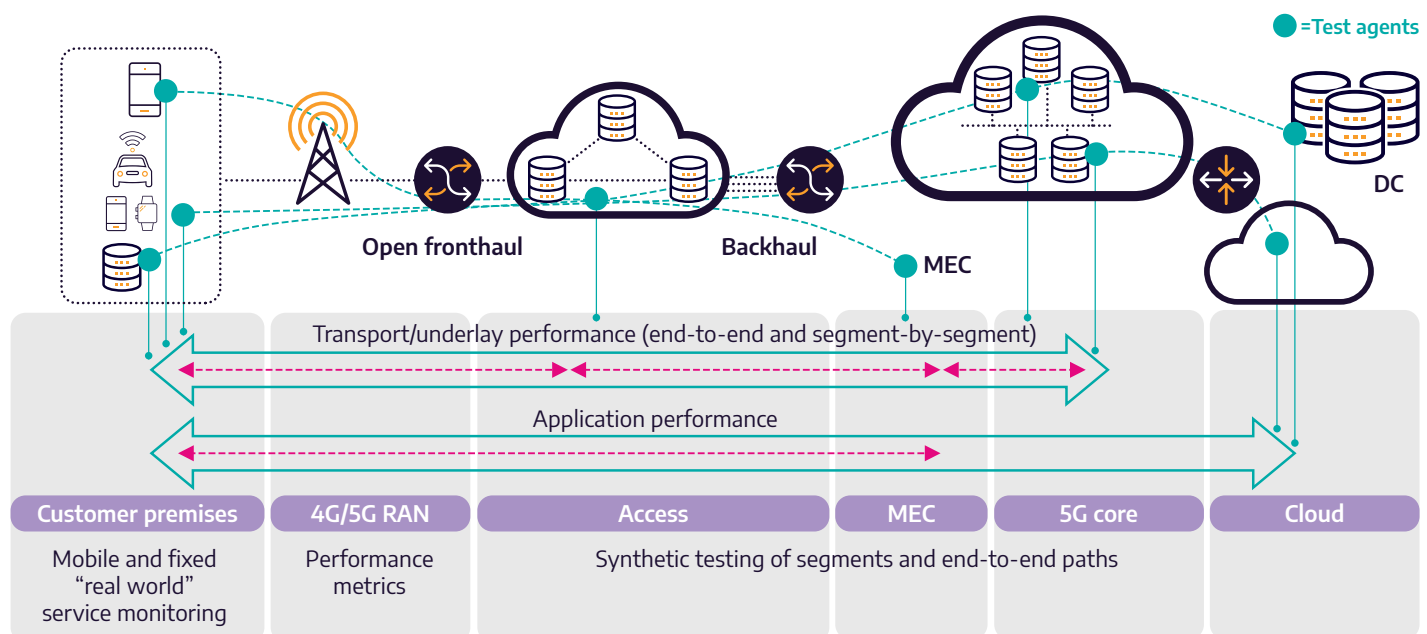 =Test agents
DC
Open fronthaul
Backhaul
MEC
Transport/underlay performance (end-to-end and segment-by-segment)
Application performance
Customer premises
4G/5G RAN
Access
MEC
5G core
Cloud
Mobile and fixed
“real world”
service monitoring
Performance
metrics
Synthetic testing of segments and end-to-end paths